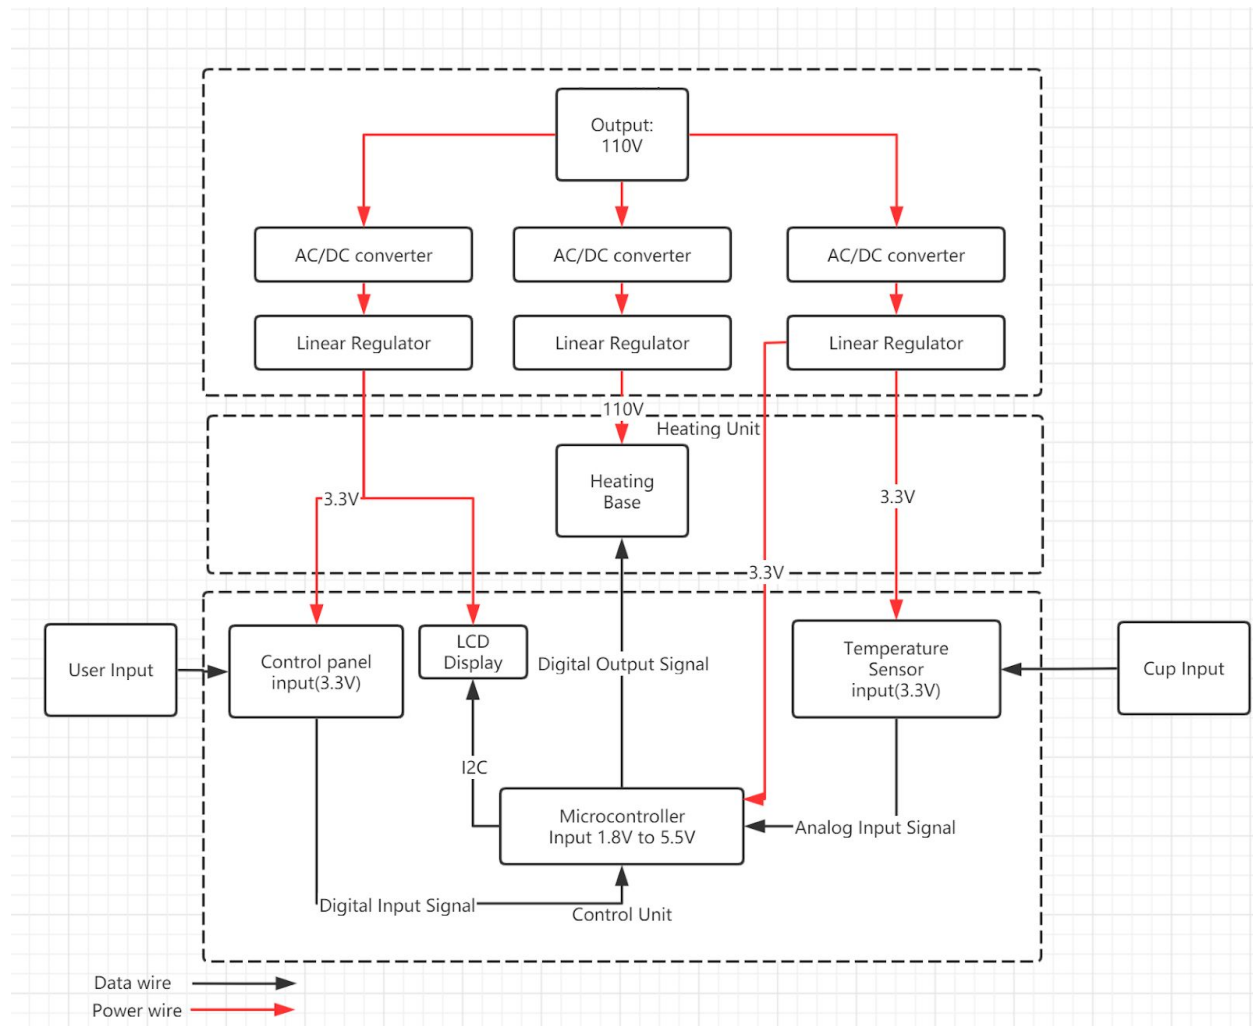 Output:
110V
AC/DC converter
AC/DC converter
AC/DC converter
Linear Regulator
Linear Regulator
Linear Regulator
110V
Heating Unit
Heating
Base
3.3V
3.3V
3.3V
User Input
Control panel
input(3.3V)
LCD
Display
Digital Output Signal
Temperature
Sensor
input(3.3V)
Cup Input
I2C
Microcontroller
Input 1.8V to 5.5V
Analog Input Signal
Digital Input Signal
Control Unit
Data wire
Power wire